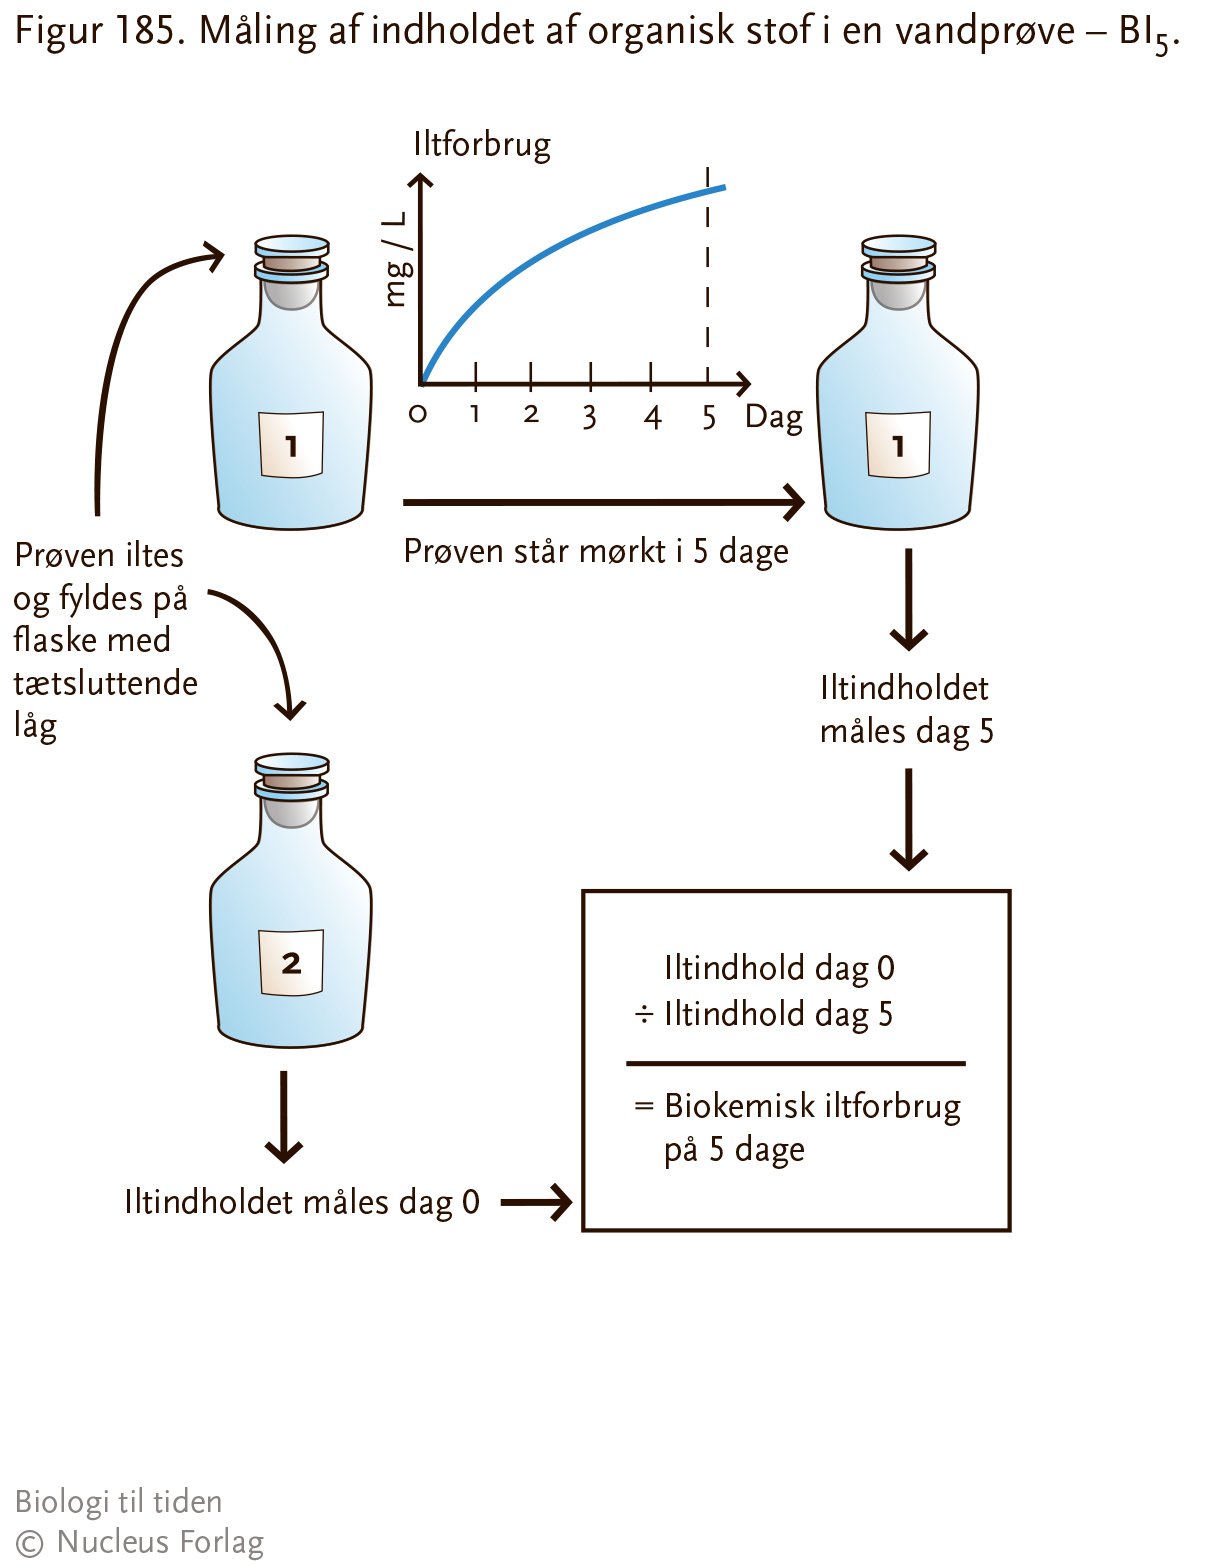 Figur 185. Måling af indholdet af organisk stof i en vandprøve – BI₅.
Iltforbrug
mg / L
0 1 2 3 4 5 Dag
1
1
Prøven står mørkt i 5 dage
Prøven iltes
og fyldes på
flaske med
tætsluttende
låg
Iltindholdet
måles dag 5
2
Iltindhold dag 0
÷ Iltindhold dag 5
= Biokemisk iltforbrug
på 5 dage
Iltindholdet måles dag 0
Biologi til tiden
© Nucleus Forlag